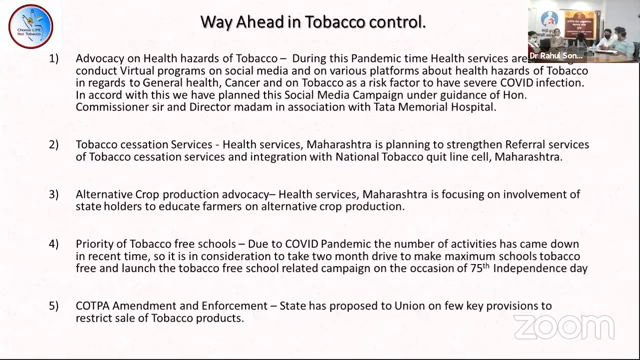 Way Ahead in Tobacco control.
Choose LIFE
Not Tobacco
Dr Rahul Son...
1) Advocacy on Health hazards of Tobacco – During this Pandemic time Health services are
conduct Virtual programs on social media and on various platforms about health hazards of Tobacco
in regards to General health, Cancer and on Tobacco as a risk factor to have severe COVID infection.
In accord with this we have planned this Social Media Campaign under guidance of Hon.
Commissioner sir and Director madam in association with Tata Memorial Hospital.
2) Tobacco cessation Services - Health services, Maharashtra is planning to strengthen Referral services
of Tobacco cessation services and integration with National Tobacco quit line cell, Maharashtra.
3) Alternative Crop production advocacy– Health services, Maharashtra is focusing on involvement of
state holders to educate farmers on alternative crop production.
4) Priority of Tobacco free schools – Due to COVID Pandemic the number of activities has came down
in recent time, so it is in consideration to take two month drive to make maximum schools tobacco
free and launch the tobacco free school related campaign on the occasion of 75th Independence day
5) COTPA Amendment and Enforcement – State has proposed to Union on few key provisions to
restrict sale of Tobacco products.
zoom